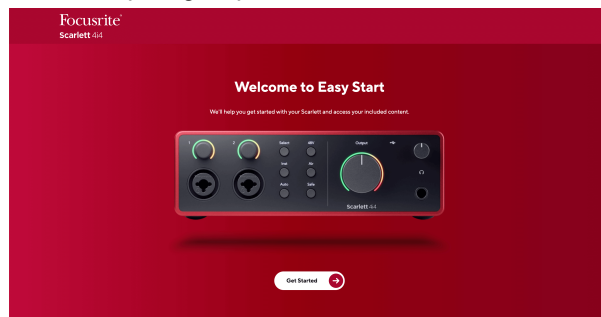 Focusrite®
Scarlett 4i4
Welcome to Easy Start
We'll help you get started with your Scarlett and access your included content.
1 2 Select 48V Output
Inst Air
Auto Safe
Scarlett 4i4
Get Started